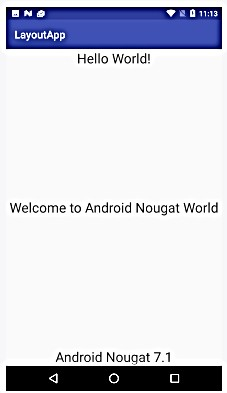 11:13
LayoutApp
Hello World!
Welcome to Android Nougat World
Android Nougat 7.1